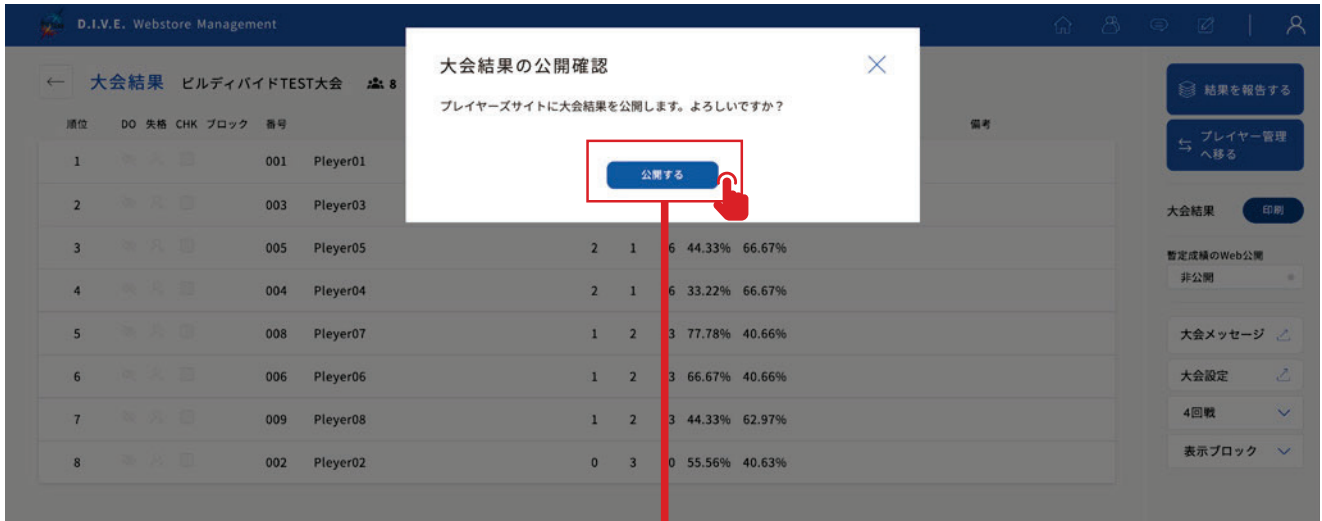 D.I.V.E. Webstore Management
大会結果の公開確認
プレイヤーズサイトに大会結果を公開します。よろしいですか？
公開する
大会結果 ビルディバイドTEST大会 8
順位 DO 失格 CHK ブロック 番号 備考
1 001 Pleyer01
2 003 Pleyer03
3 005 Pleyer05 2 1 6 44.33% 66.67%
4 004 Pleyer04 2 1 6 33.22% 66.67%
5 008 Pleyer07 1 2 3 77.78% 40.66%
6 006 Pleyer06 1 2 3 66.67% 40.66%
7 009 Pleyer08 1 2 3 44.33% 62.97%
8 002 Pleyer02 0 3 0 55.56% 40.63%
結果を報告する
プレイヤー管理
へ移る
大会結果 印刷
暫定成績のWeb公開
非公開
大会メッセージ
大会設定
4回戦
表示ブロック